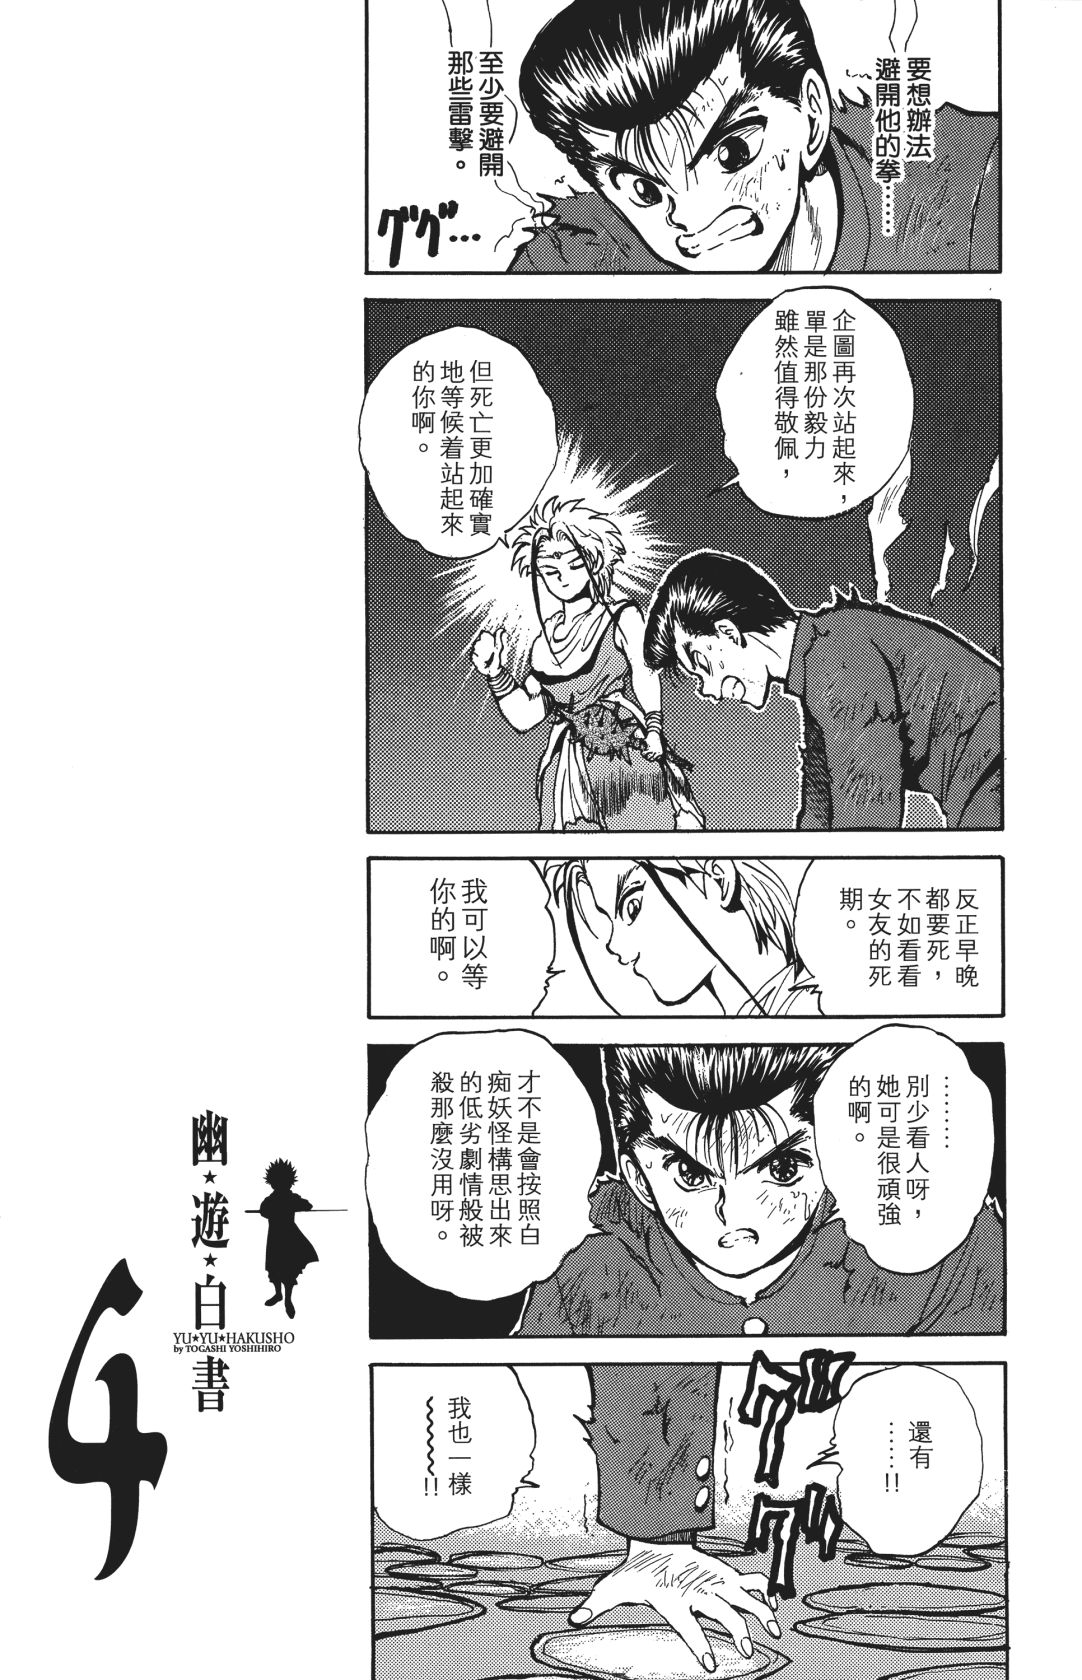 要想辦法
避開他的拳……
至少要避開
那些雷擊。
ググ…
企圖再次站起來，
單是那份毅力
雖然值得敬佩，
但死亡更加確實
地等候着站起來
的你啊。
反正早晚
都要死，
不如看看
女友的死
期。
我可以等
你的啊。
………
別少看人呀，
她可是很頑強
的啊。
才不是會按照白
痴妖怪構思出來
的低劣劇情般被
殺那麼沒用呀。
還有
……!!
ググッ
我也一樣
〜〜〜!!
幽★遊★白書
YU★YU★HAKUSHO
by TOGASHI YOSHIHIRO
4